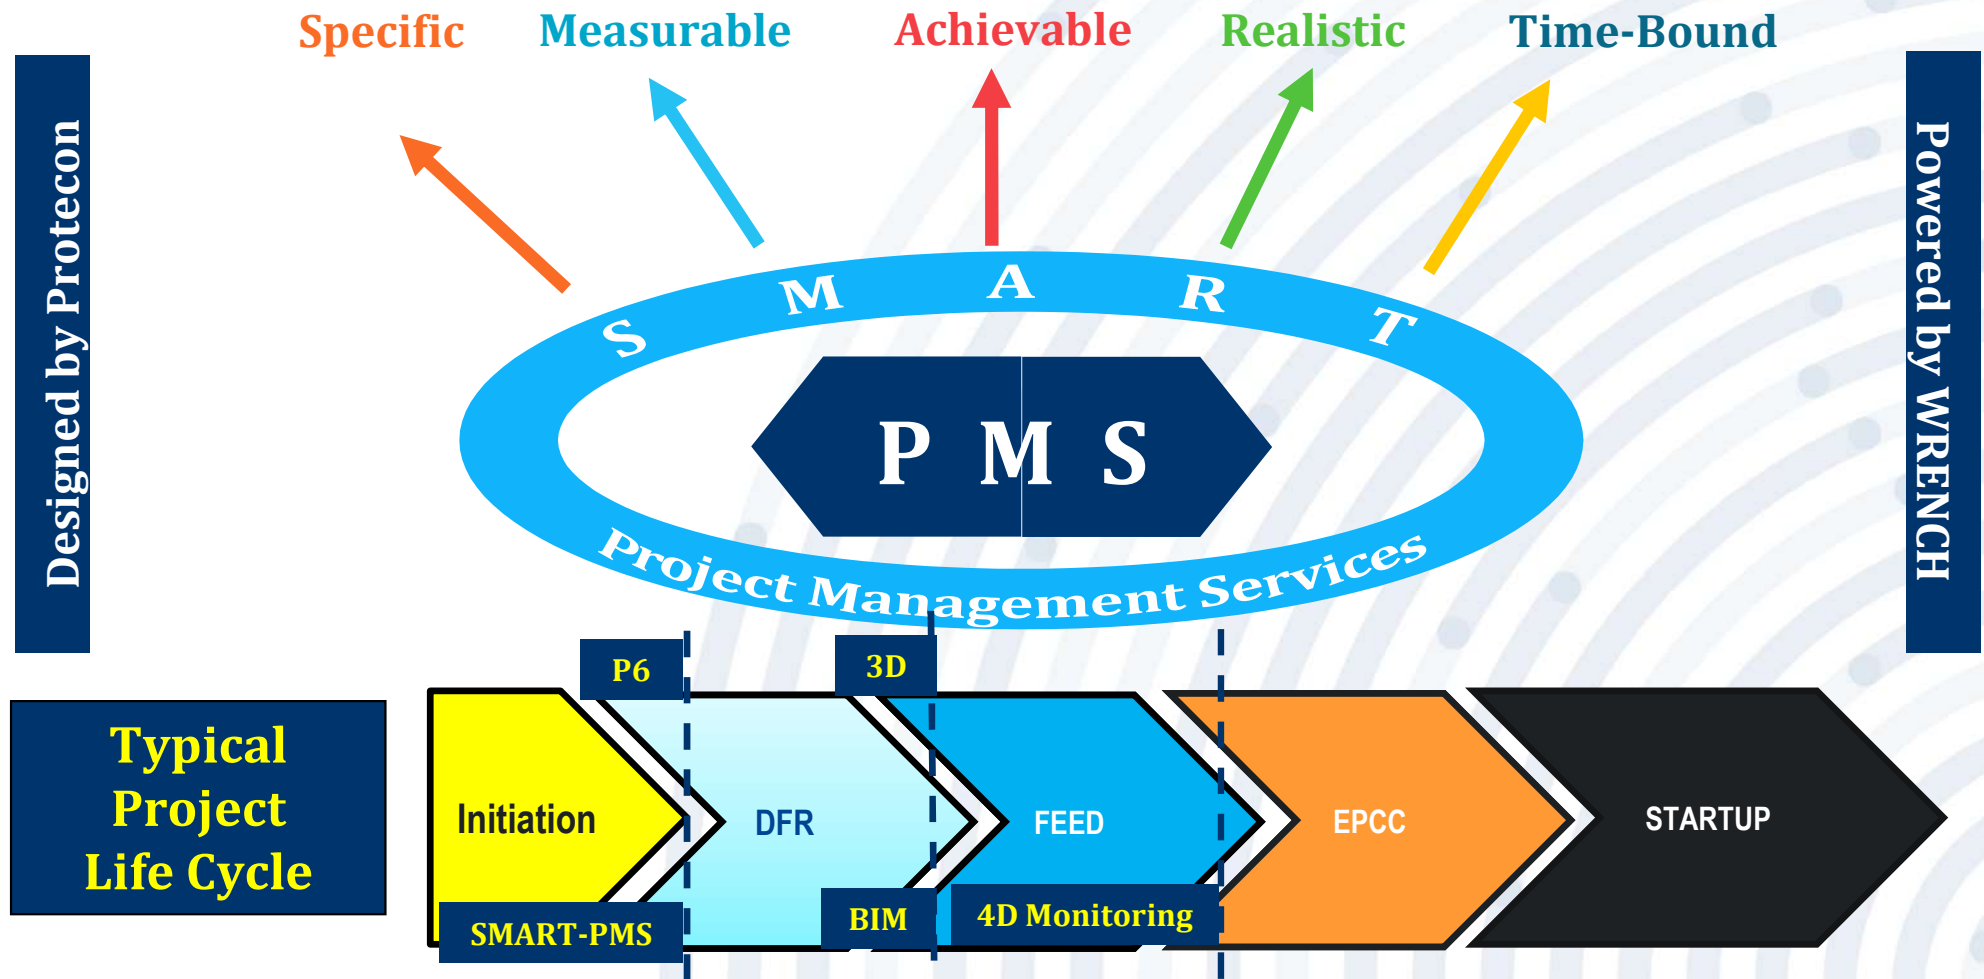 Specific
Measurable
Achievable
Realistic
Time-Bound
Designed by Protecon
Powered by WRENCH
S M A R T
P M S
Project Management Services
P6
3D
Typical
Project
Life Cycle
Initiation
DFR
FEED
EPCC
STARTUP
SMART-PMS
BIM
4D Monitoring